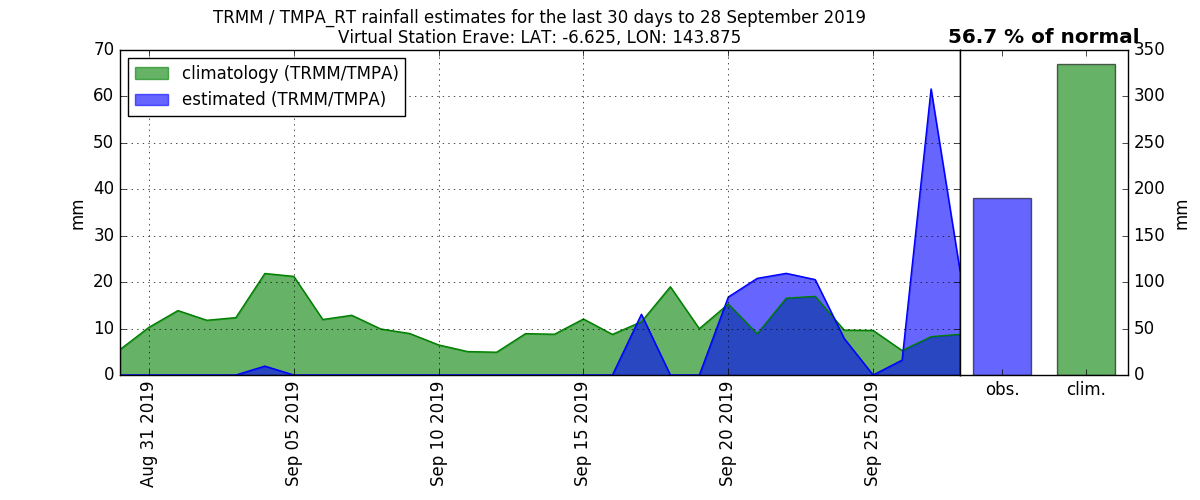 TRMM / TMPA_RT rainfall estimates for the last 30 days to 28 September 2019
Virtual Station Erave: LAT: -6.625, LON: 143.875
56.7 % of normal
climatology (TRMM/TMPA)
estimated (TRMM/TMPA)
70
60
50
40
30
20
10
0
mm
Aug 31 2019
Sep 05 2019
Sep 10 2019
Sep 15 2019
Sep 20 2019
Sep 25 2019
350
300
250
200
150
100
50
0
mm
obs.
clim.